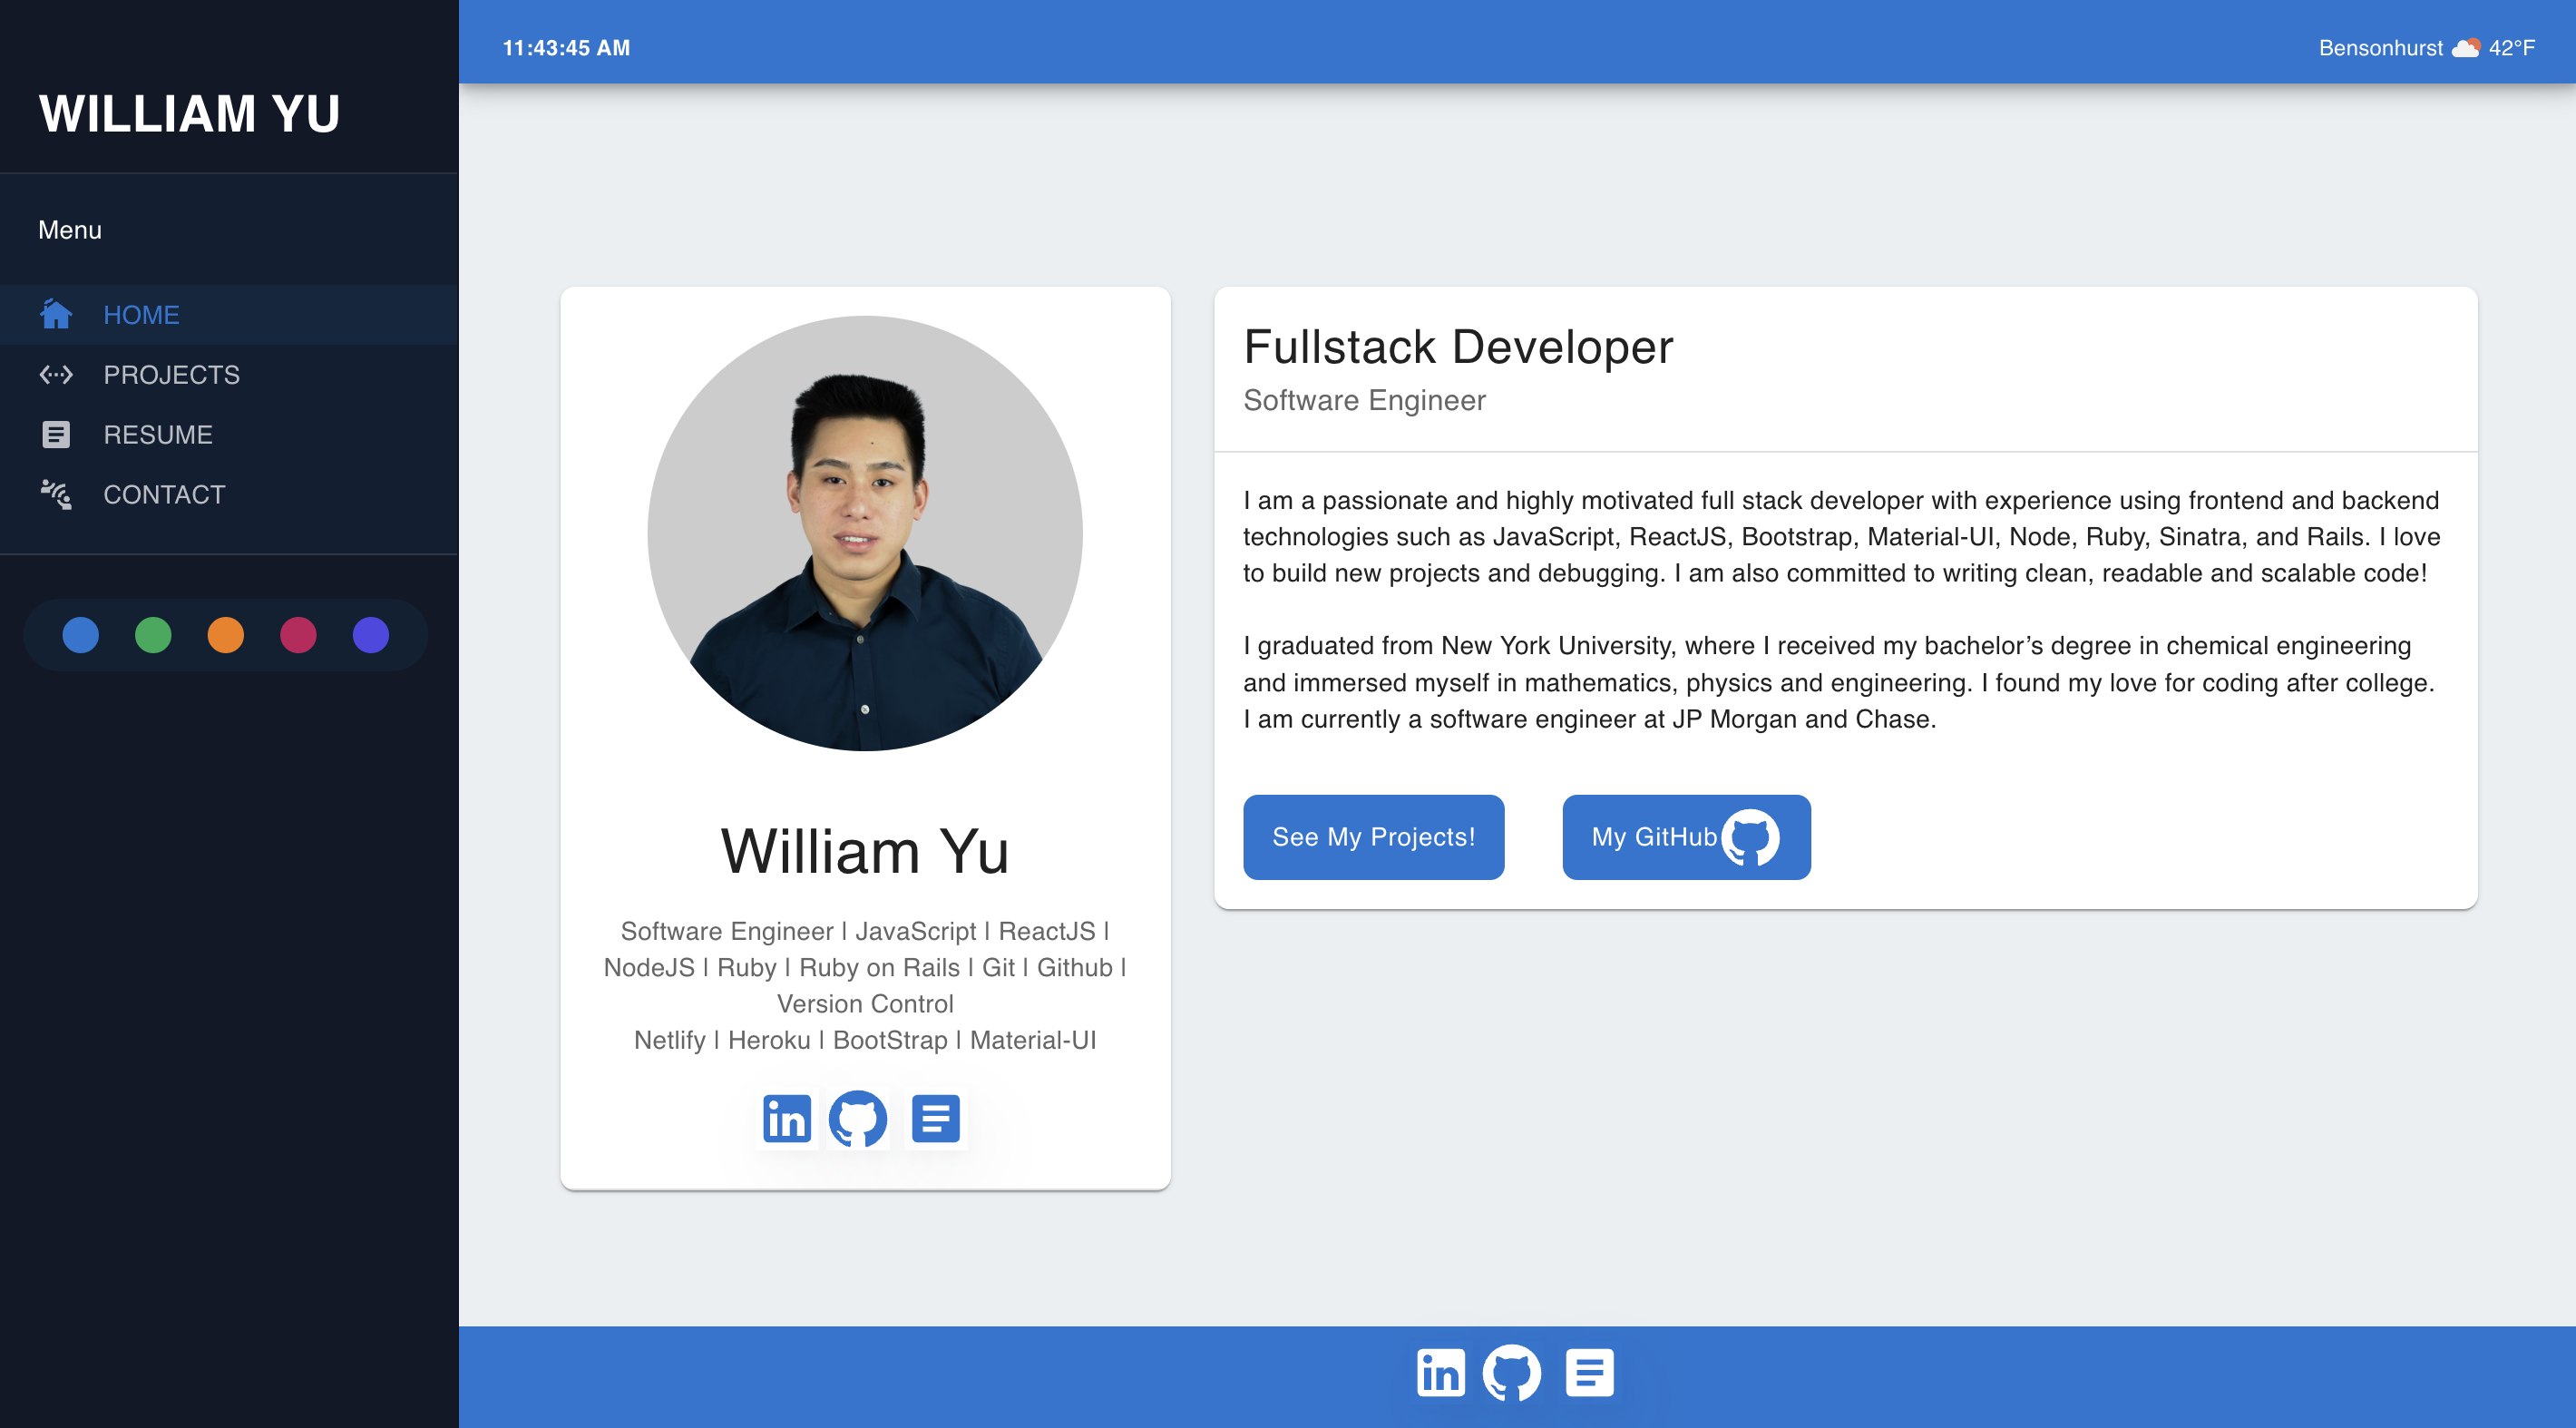 WILLIAM YU
Menu
HOME
PROJECTS
RESUME
CONTACT
11:43:45 AM
Bensonhurst 42°F
William Yu
Software Engineer | JavaScript | ReactJS |
NodeJS | Ruby | Ruby on Rails | Git | Github |
Version Control
Netlify | Heroku | BootStrap | Material-UI
in
Fullstack Developer
Software Engineer
I am a passionate and highly motivated full stack developer with experience using frontend and backend
technologies such as JavaScript, ReactJS, Bootstrap, Material-UI, Node, Ruby, Sinatra, and Rails. I love
to build new projects and debugging. I am also committed to writing clean, readable and scalable code!
I graduated from New York University, where I received my bachelor’s degree in chemical engineering
and immersed myself in mathematics, physics and engineering. I found my love for coding after college.
I am currently a software engineer at JP Morgan and Chase.
See My Projects!
My GitHub
in